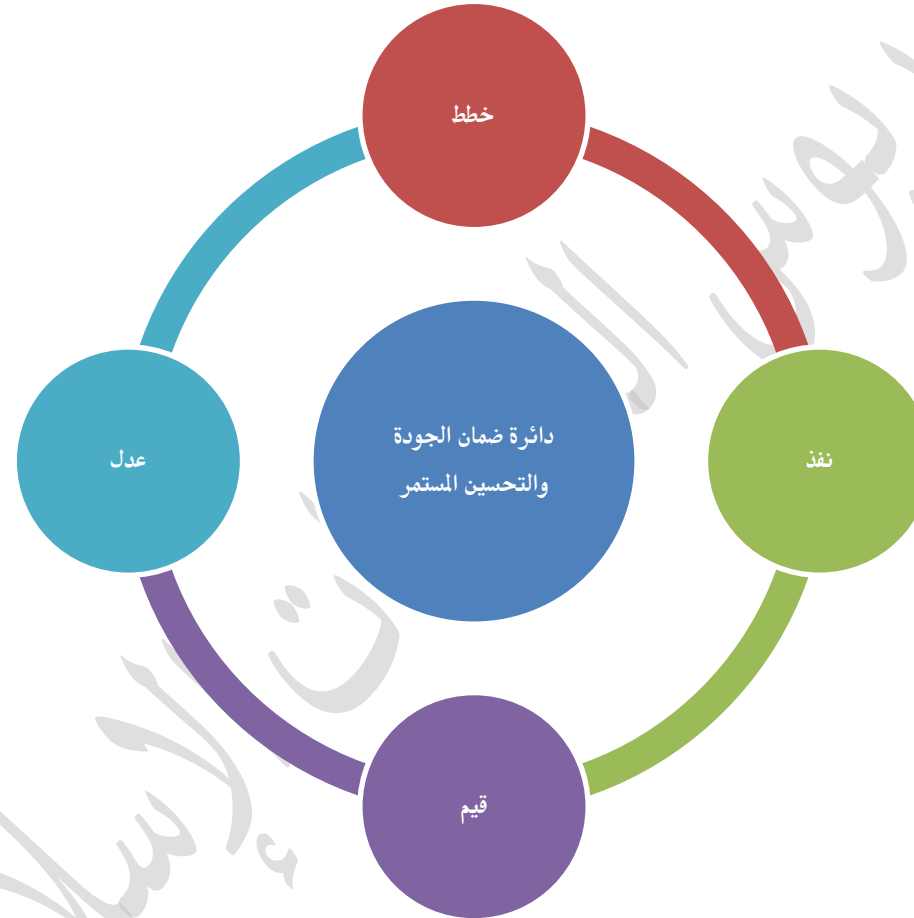 خطط
نفذ
دائرة ضمان الجودة
والتحسين المستمر
عدل
قيم